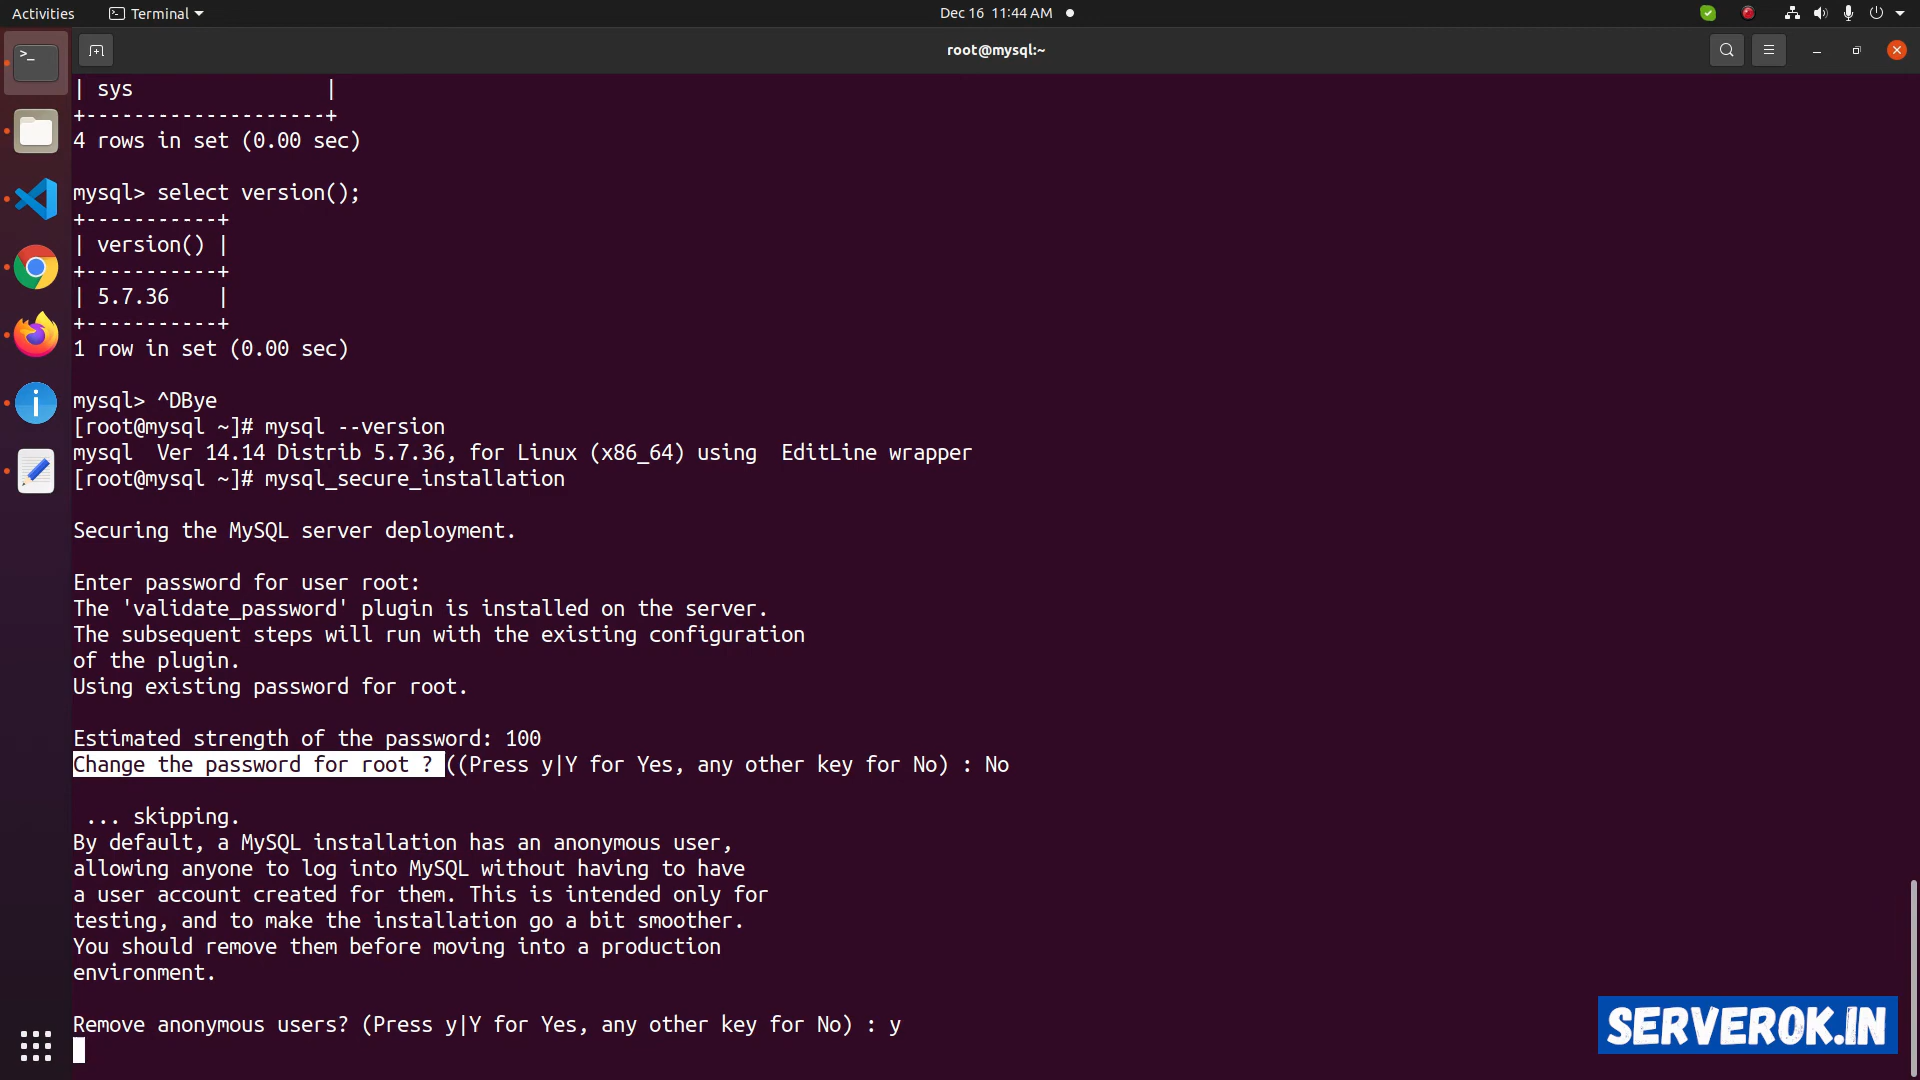 Activities
Terminal
Dec 16 11:44 AM
root@mysql:~
| sys                |
+--------------------+
4 rows in set (0.00 sec)
mysql> select version();
+-----------+
| version() |
+-----------+
| 5.7.36    |
+-----------+
1 row in set (0.00 sec)
mysql> ^DBye
[root@mysql ~]# mysql --version
mysql  Ver 14.14 Distrib 5.7.36, for Linux (x86_64) using  EditLine wrapper
[root@mysql ~]# mysql_secure_installation
Securing the MySQL server deployment.
Enter password for user root:
The 'validate_password' plugin is installed on the server.
The subsequent steps will run with the existing configuration
of the plugin.
Using existing password for root.
Estimated strength of the password: 100
Change the password for root ? ((Press y|Y for Yes, any other key for No) : No
 ... skipping.
By default, a MySQL installation has an anonymous user,
allowing anyone to log into MySQL without having to have
a user account created for them. This is intended only for
testing, and to make the installation go a bit smoother.
You should remove them before moving into a production
environment.
Remove anonymous users? (Press y|Y for Yes, any other key for No) : y
SERVEROK.IN